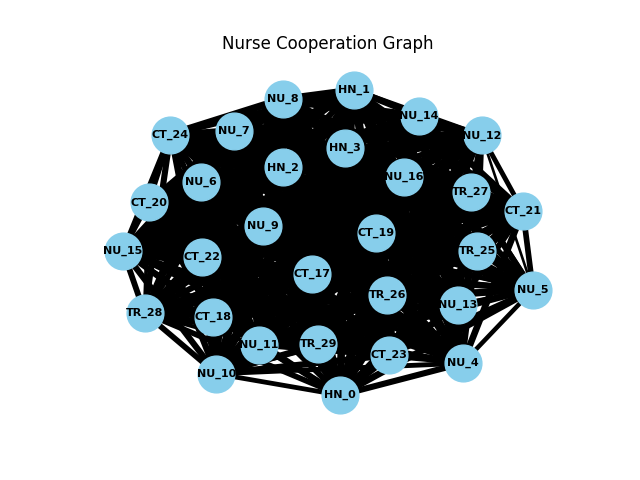 Nurse Cooperation Graph
HN_1
NU_8
NU_14
NU_7
CT_24
NU_12
HN_3
HN_2
NU_16
NU_6
TR_27
CT_20
CT_21
NU_9
CT_19
NU_15
TR_25
CT_22
CT_17
NU_5
TR_26
NU_13
TR_28
CT_18
NU_11
TR_29
CT_23
NU_4
NU_10
HN_0